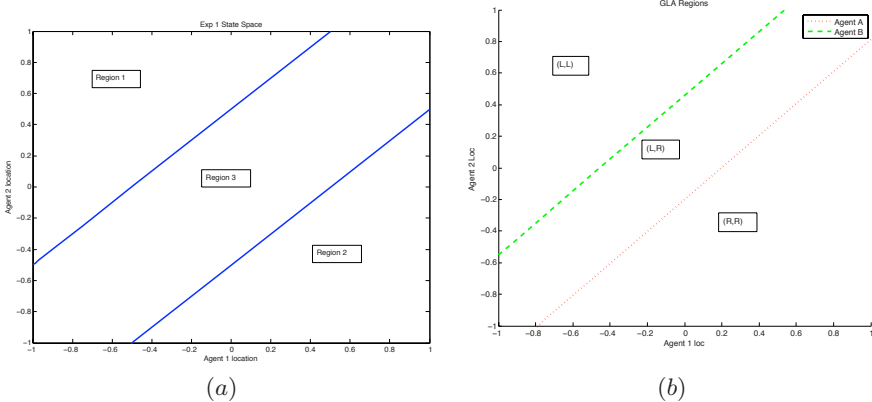 Exp 1 State Space
1
0.8
0.6
0.4
0.2
0
−0.2
−0.4
−0.6
−0.8
−1
Agent 2 location
Region 1
Region 3
Region 2
−1 −0.8 −0.6 −0.4 −0.2 0 0.2 0.4 0.6 0.8 1
Agent 1 location
(a)
GLA Regions
1
0.8
0.6
0.4
0.2
0
−0.2
−0.4
−0.6
−0.8
−1
Agent 2 Loc
Agent A
Agent B
(L,L)
(L,R)
(R,R)
−1 −0.8 −0.6 −0.4 −0.2 0 0.2 0.4 0.6 0.8 1
Agent 1 loc
(b)